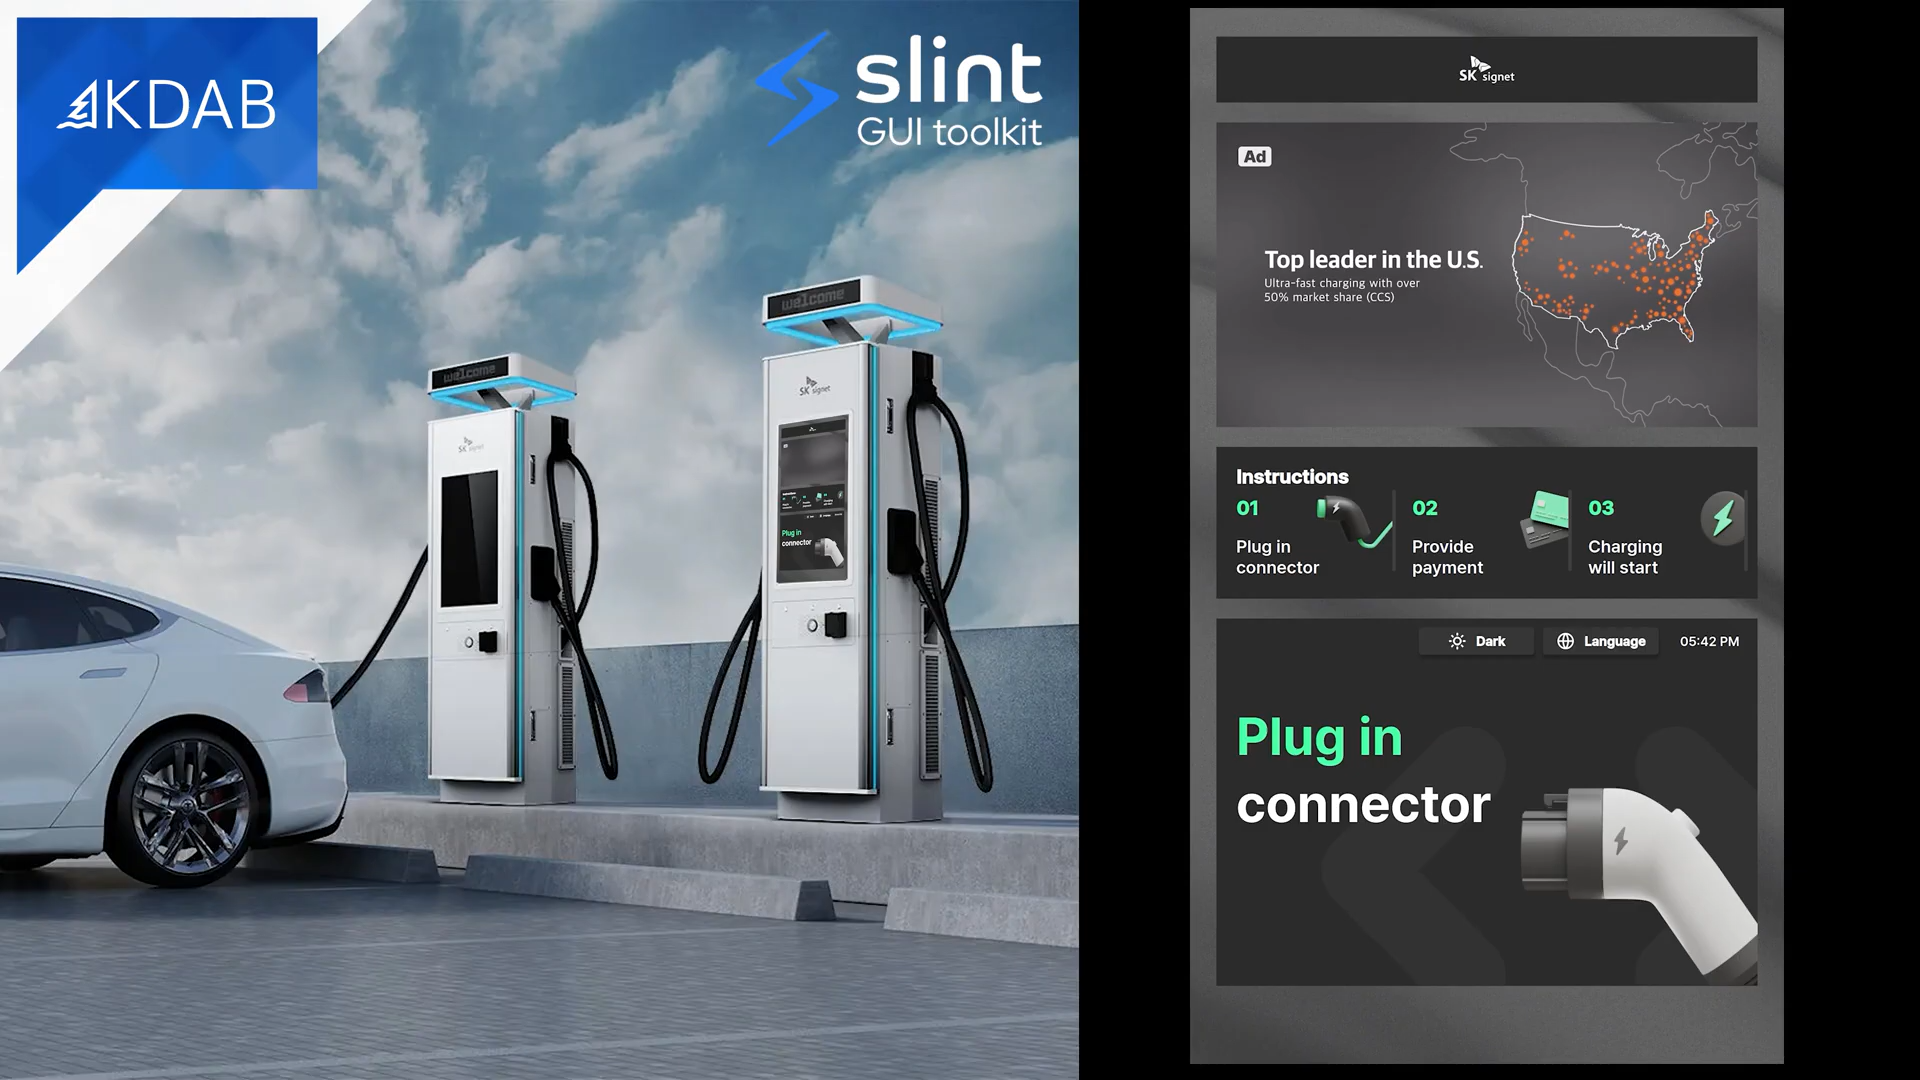 KDAB
slint
GUI toolkit
welcome
SK signet
welcome
SK signet
Plug in
connector
SK signet
Ad
Top leader in the U.S.
Ultra-fast charging with over
50% market share (CCS)
Instructions
01
Plug in
connector
02
Provide
payment
03
Charging
will start
Dark
Language
05:42 PM
Plug in
connector